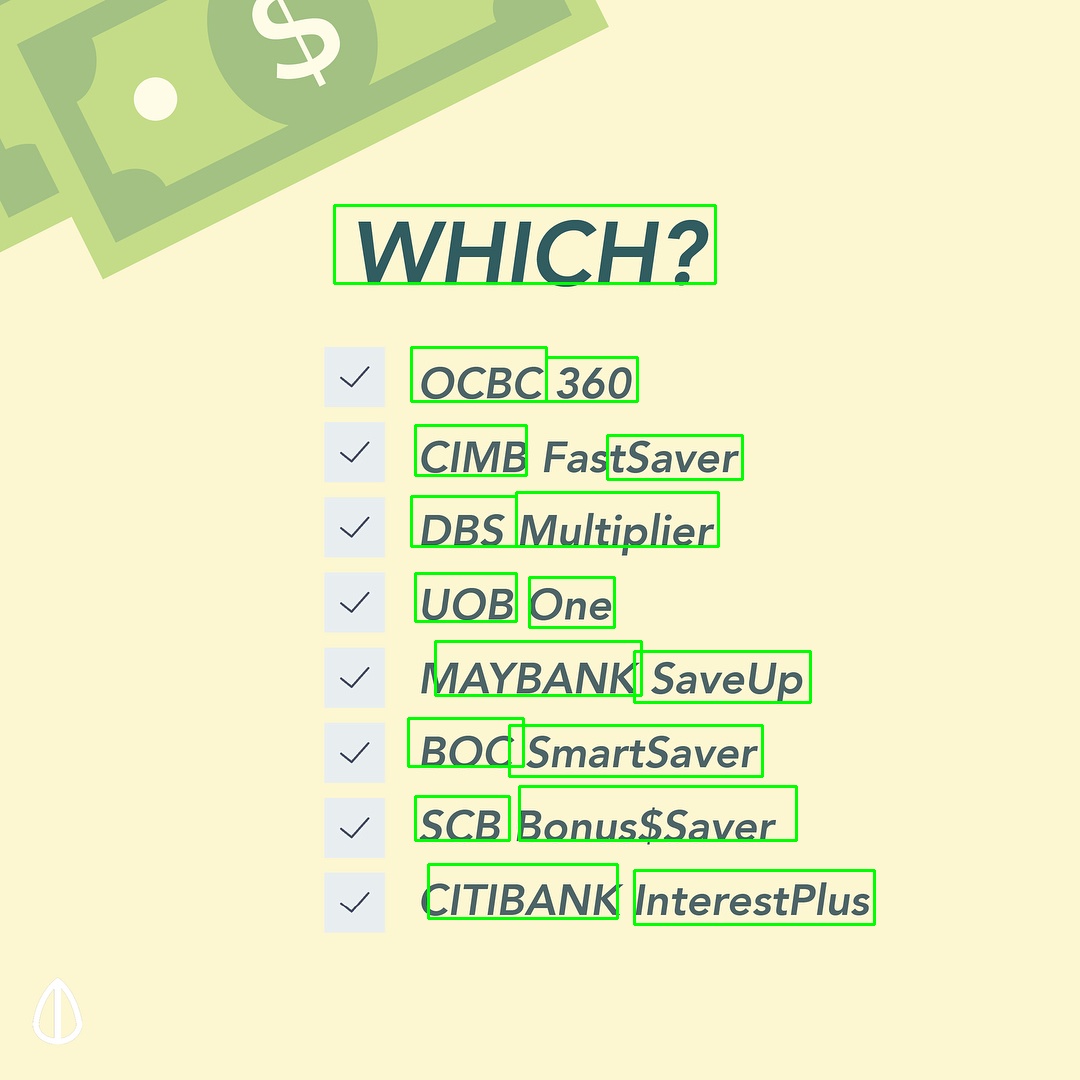 $
WHICH?
OCBC 360
CIMB FastSaver
DBS Multiplier
UOB One
MAYBANK SaveUp
BOC SmartSaver
SCB Bonus$Saver
CITIBANK InterestPlus